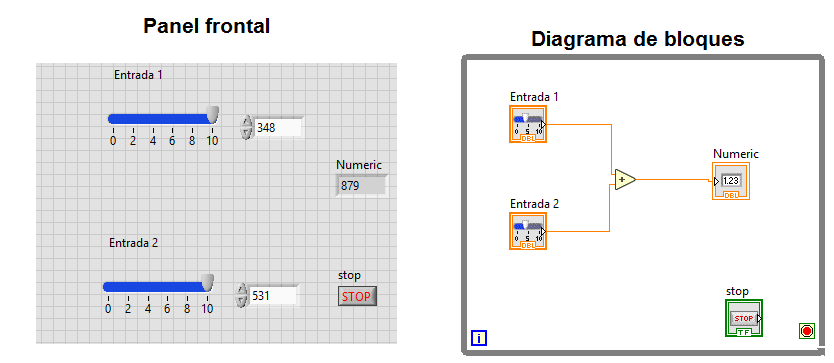 Panel frontal
Entrada 1
0 2 4 6 8 10
348
Numeric
879
Entrada 2
0 2 4 6 8 10
531
stop
STOP
Diagrama de bloques
Entrada 1
0 5 10
DBL
Numeric
1.23
DBL
Entrada 2
0 5 10
DBL
stop
STOP
TF
i